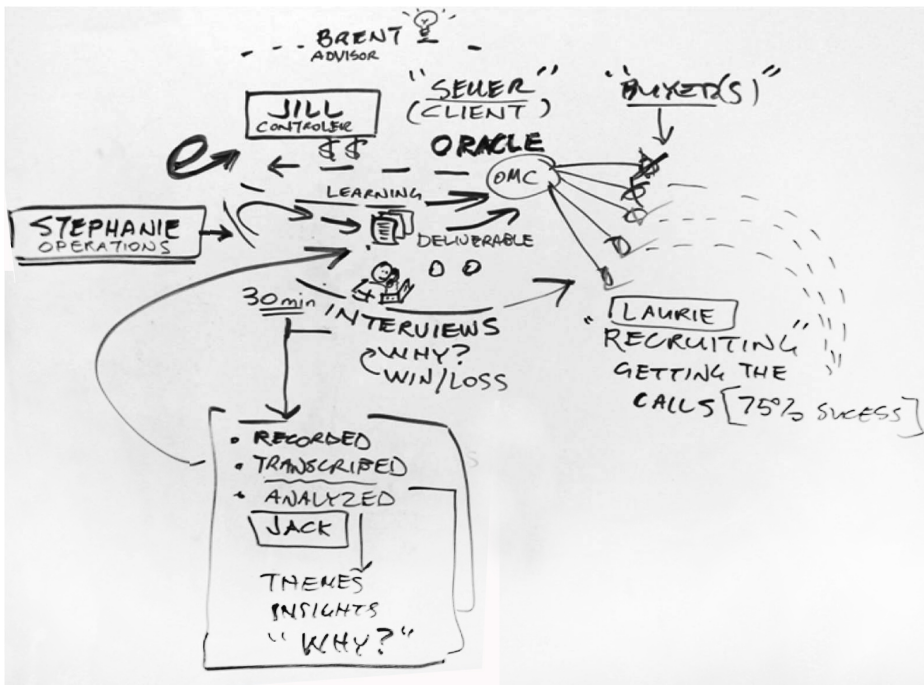 BRENT
ADVISOR
"SELLER"
(CLIENT)
ORACLE
"BUYER(S)"
JILL
CONTROLER
$ $
OMC
LEARNING
STEPHANIE
OPERATIONS
DELIVERABLE
30min
INTERVIEWS
WHY?
WIN/LOSS
"LAURIE
RECRUITING"
GETTING THE
CALLS [75% SUCESS]
• RECORDED
• TRANSCRIBED
• ANALYZED
JACK
THEMES
INSIGHTS
"WHY?"